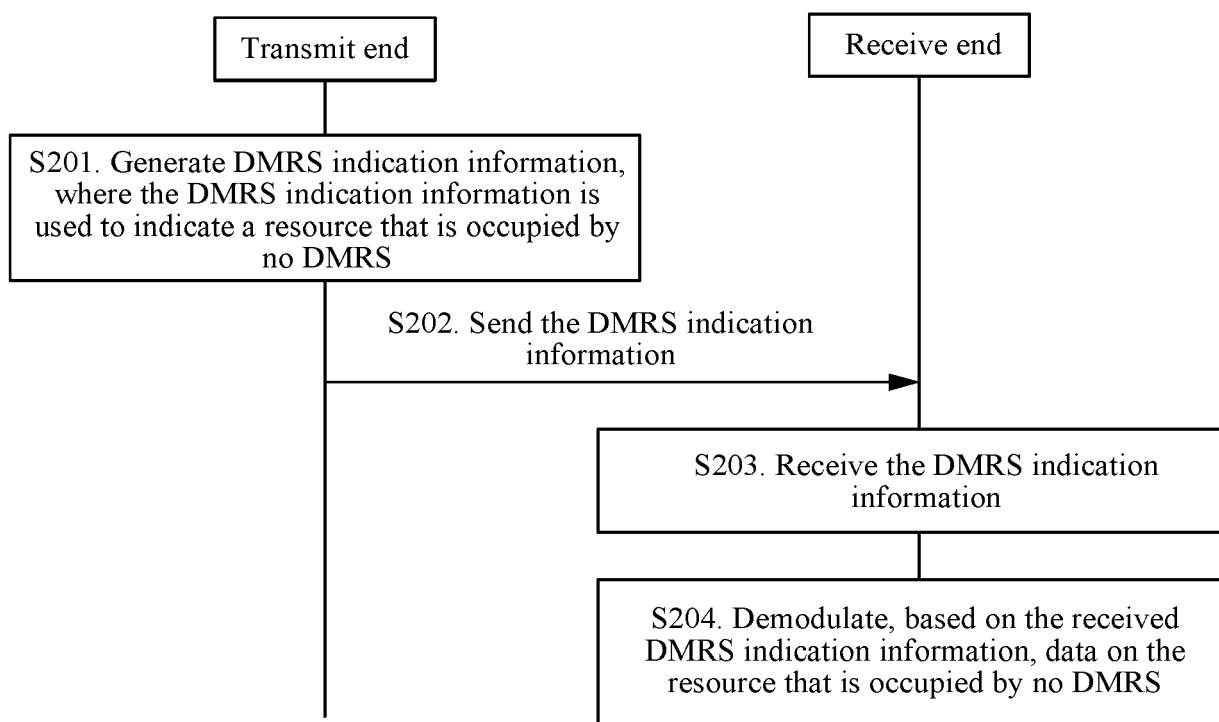 Transmit end
Receive end
S201. Generate DMRS indication information,
where the DMRS indication information is
used to indicate a resource that is occupied by
no DMRS
S202. Send the DMRS indication
information
S203. Receive the DMRS indication
information
S204. Demodulate, based on the received
DMRS indication information, data on the
resource that is occupied by no DMRS